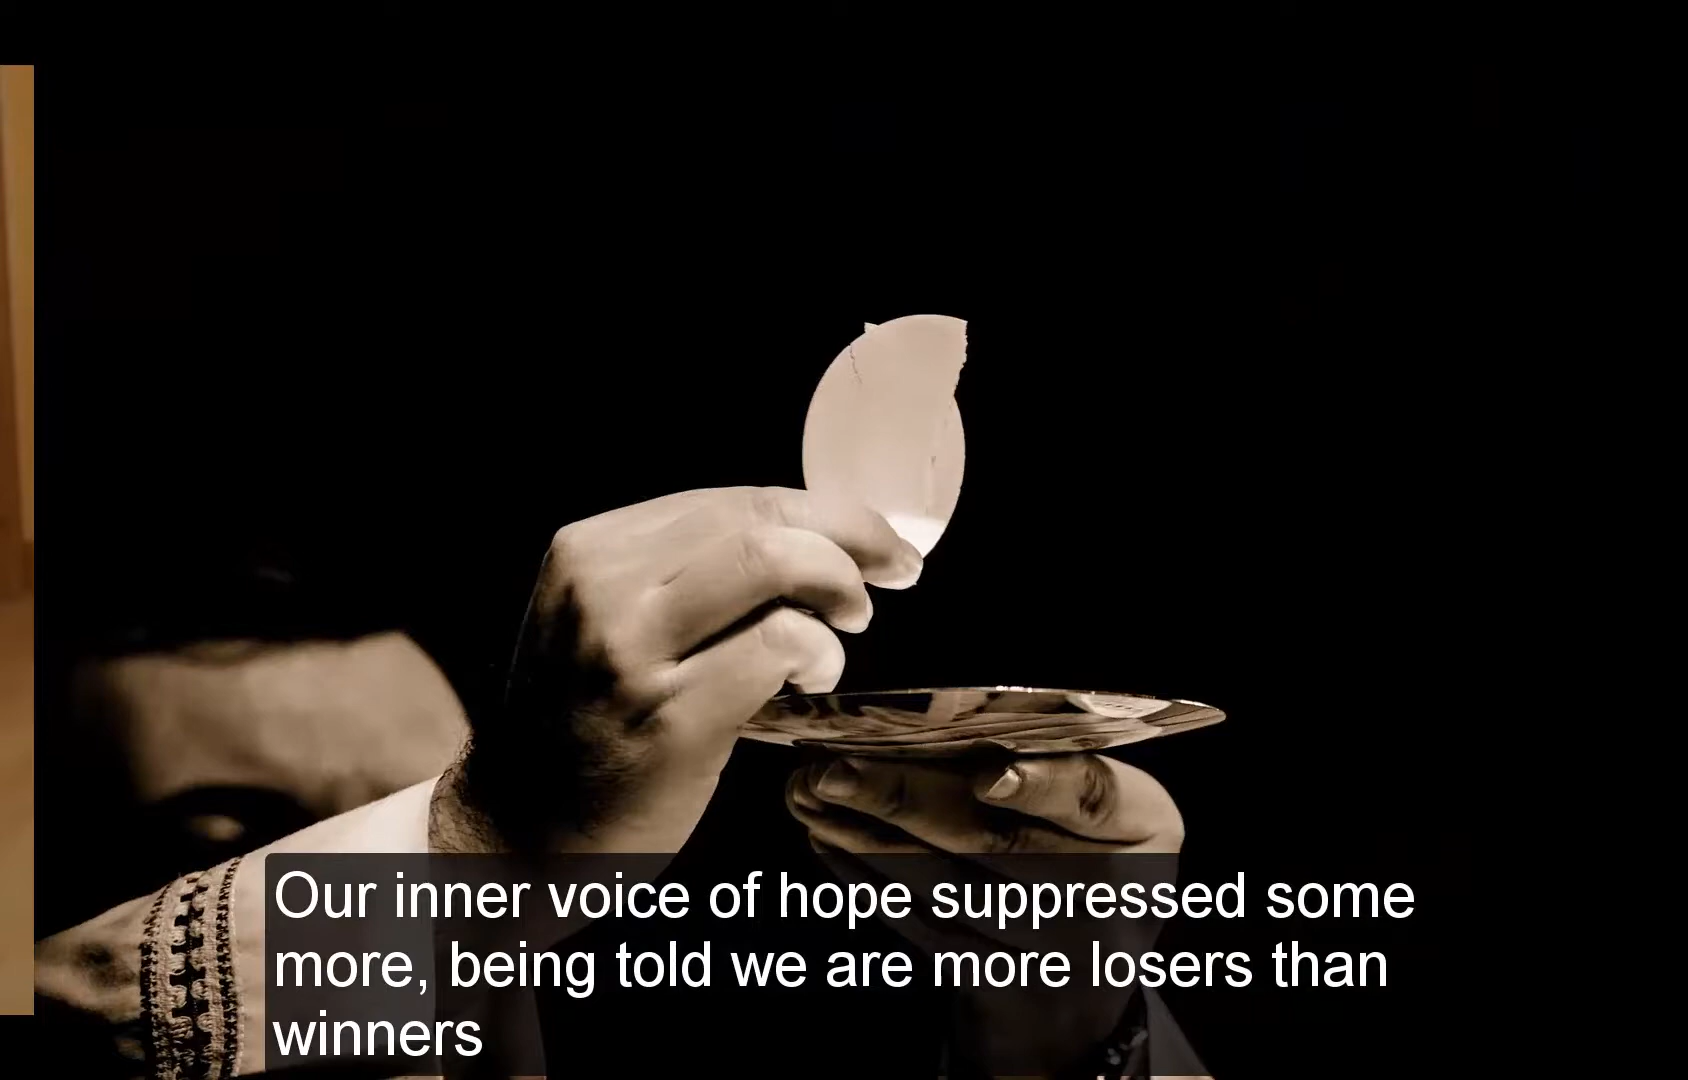 Our inner voice of hope suppressed some
more, being told we are more losers than
winners